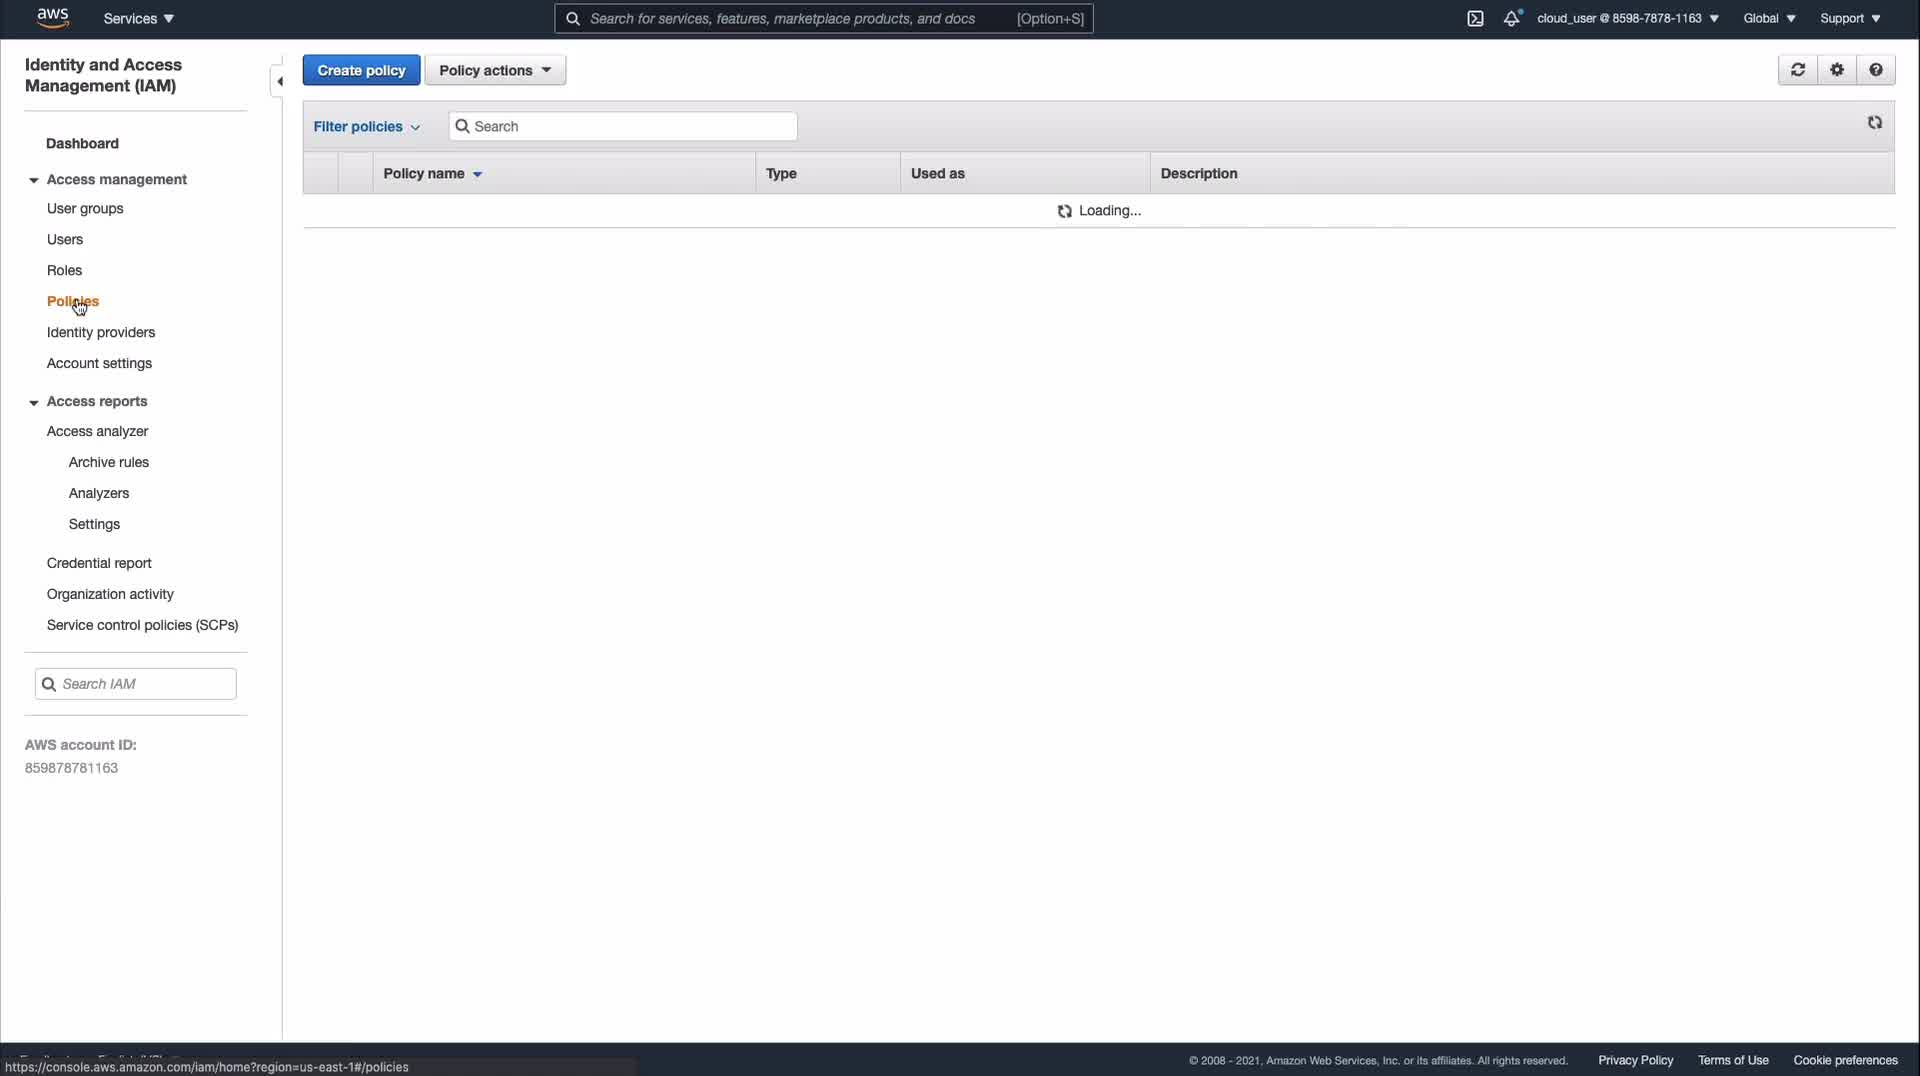 aws
Services
Search for services, features, marketplace products, and docs
[Option+S]
cloud_user @ 8598-7878-1163
Global
Support
Identity and Access
Management (IAM)
Dashboard
Access management
User groups
Users
Roles
Policies
Identity providers
Account settings
Access reports
Access analyzer
Archive rules
Analyzers
Settings
Credential report
Organization activity
Service control policies (SCPs)
Search IAM
AWS account ID:
859878781163
Create policy
Policy actions
Filter policies
Search
Policy name
Type
Used as
Description
Loading...
https://console.aws.amazon.com/iam/home?region=us-east-1#/policies
© 2008 - 2021, Amazon Web Services, Inc. or its affiliates. All rights reserved.
Privacy Policy
Terms of Use
Cookie preferences